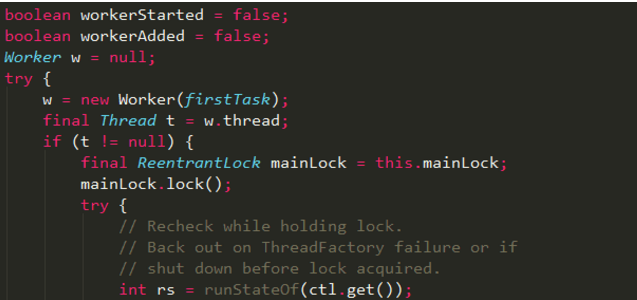 boolean workerStarted = false;
boolean workerAdded = false;
Worker w = null;
try {
    w = new Worker(firstTask);
    final Thread t = w.thread;
    if (t != null) {
        final ReentrantLock mainLock = this.mainLock;
        mainLock.lock();
        try {
            // Recheck while holding lock.
            // Back out on ThreadFactory failure or if
            // shut down before lock acquired.
            int rs = runStateOf(ctl.get());